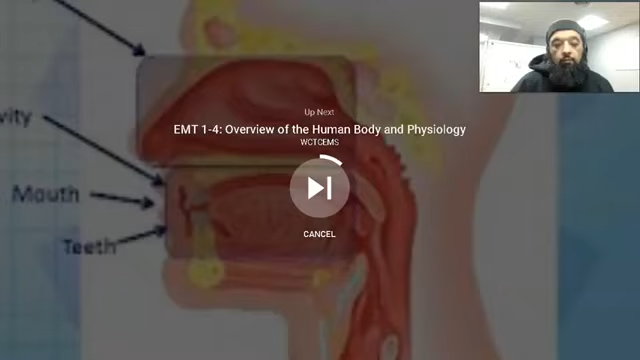 Up Next
EMT 1-4: Overview of the Human Body and Physiology
WCTCEMS
vity
Mouth
Teeth
CANCEL